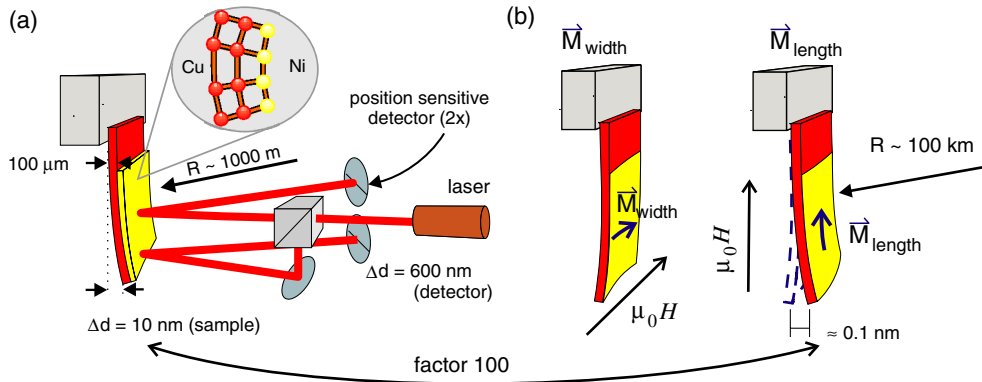 (a)
Cu
Ni
position sensitive
detector (2x)
100 μm
R ~ 1000 m
laser
Δd = 600 nm
(detector)
Δd = 10 nm (sample)
factor 100
(b)
M width
M length
R ~ 100 km
M width
M length
μ₀H
μ₀H
≈ 0.1 nm